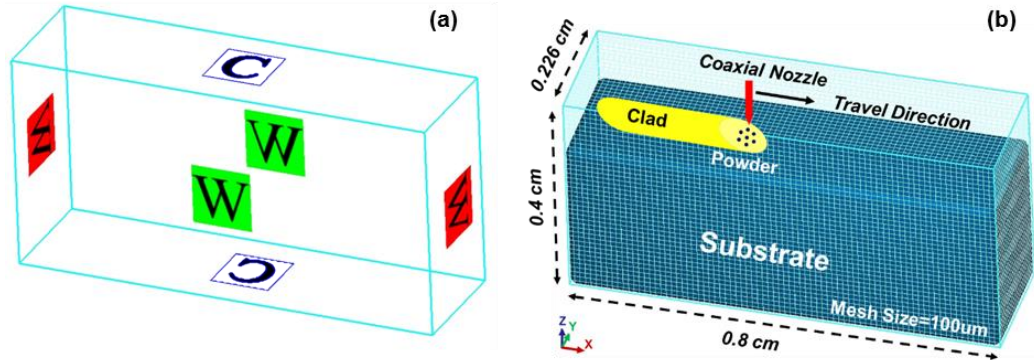 (a)
C
W
W
W
W
C
(b)
0.226 cm
Coaxial Nozzle
Travel Direction
Clad
Powder
0.4 cm
Substrate
Mesh Size=100um
0.8 cm
Z
Y
X